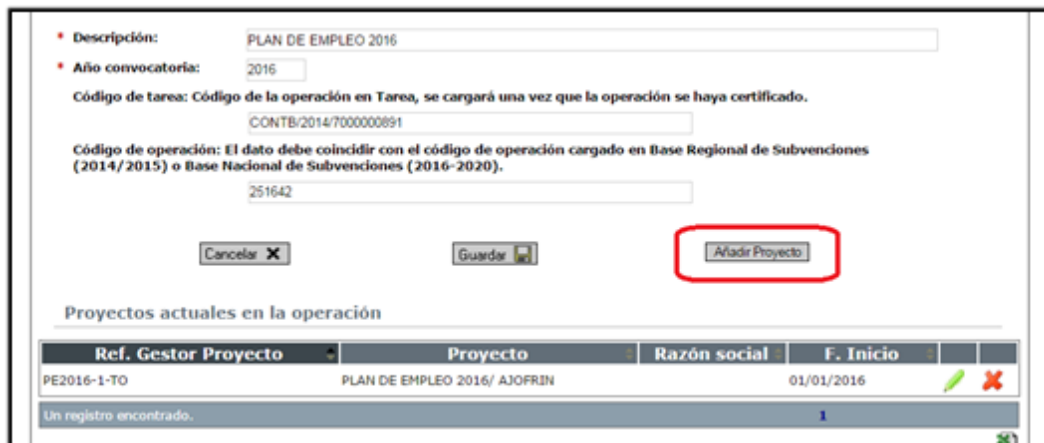 * Descripción: PLAN DE EMPLEO 2016
* Año convocatoria: 2016
Código de tarea: Código de la operación en Tarea, se cargará una vez que la operación se haya certificado.
CONTB/2014/7000000891
Código de operación: El dato debe coincidir con el código de operación cargado en Base Regional de Subvenciones
(2014/2015) o Base Nacional de Subvenciones (2016-2020).
251642
Cancelar Guardar Añadir Proyecto
Proyectos actuales en la operación
Ref. Gestor Proyecto Proyecto Razón social F. Inicio
PE2016-1-TO PLAN DE EMPLEO 2016/ AJOFRIN 01/01/2016
Un registro encontrado. 1